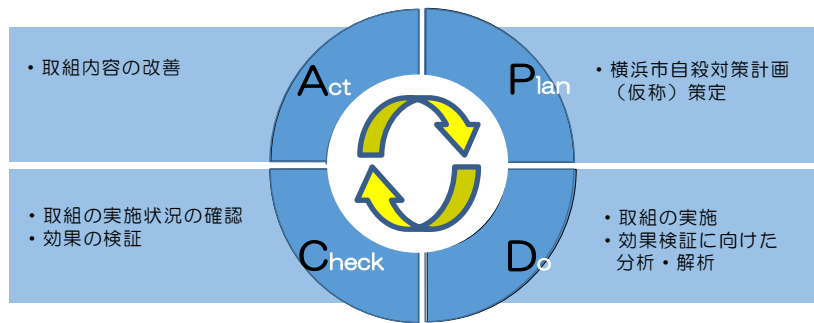 ・取組内容の改善
Act
Plan
・横浜市自殺対策計画
（仮称）策定
・取組の実施状況の確認
・効果の検証
Check
Do
・取組の実施
・効果検証に向けた
分析・解析